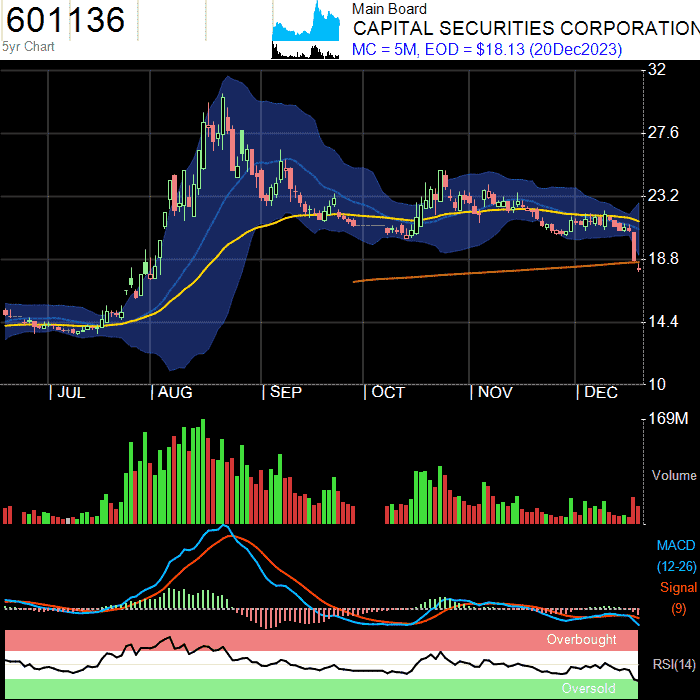 601136
5yr Chart
Main Board
CAPITAL SECURITIES CORPORATION
MC = 5M, EOD = $18.13 (20Dec2023)
32
27.6
23.2
18.8
14.4
10
JUL AUG SEP OCT NOV DEC
169M
Volume
MACD
(12-26)
Signal
(9)
Overbought
RSI(14)
Oversold